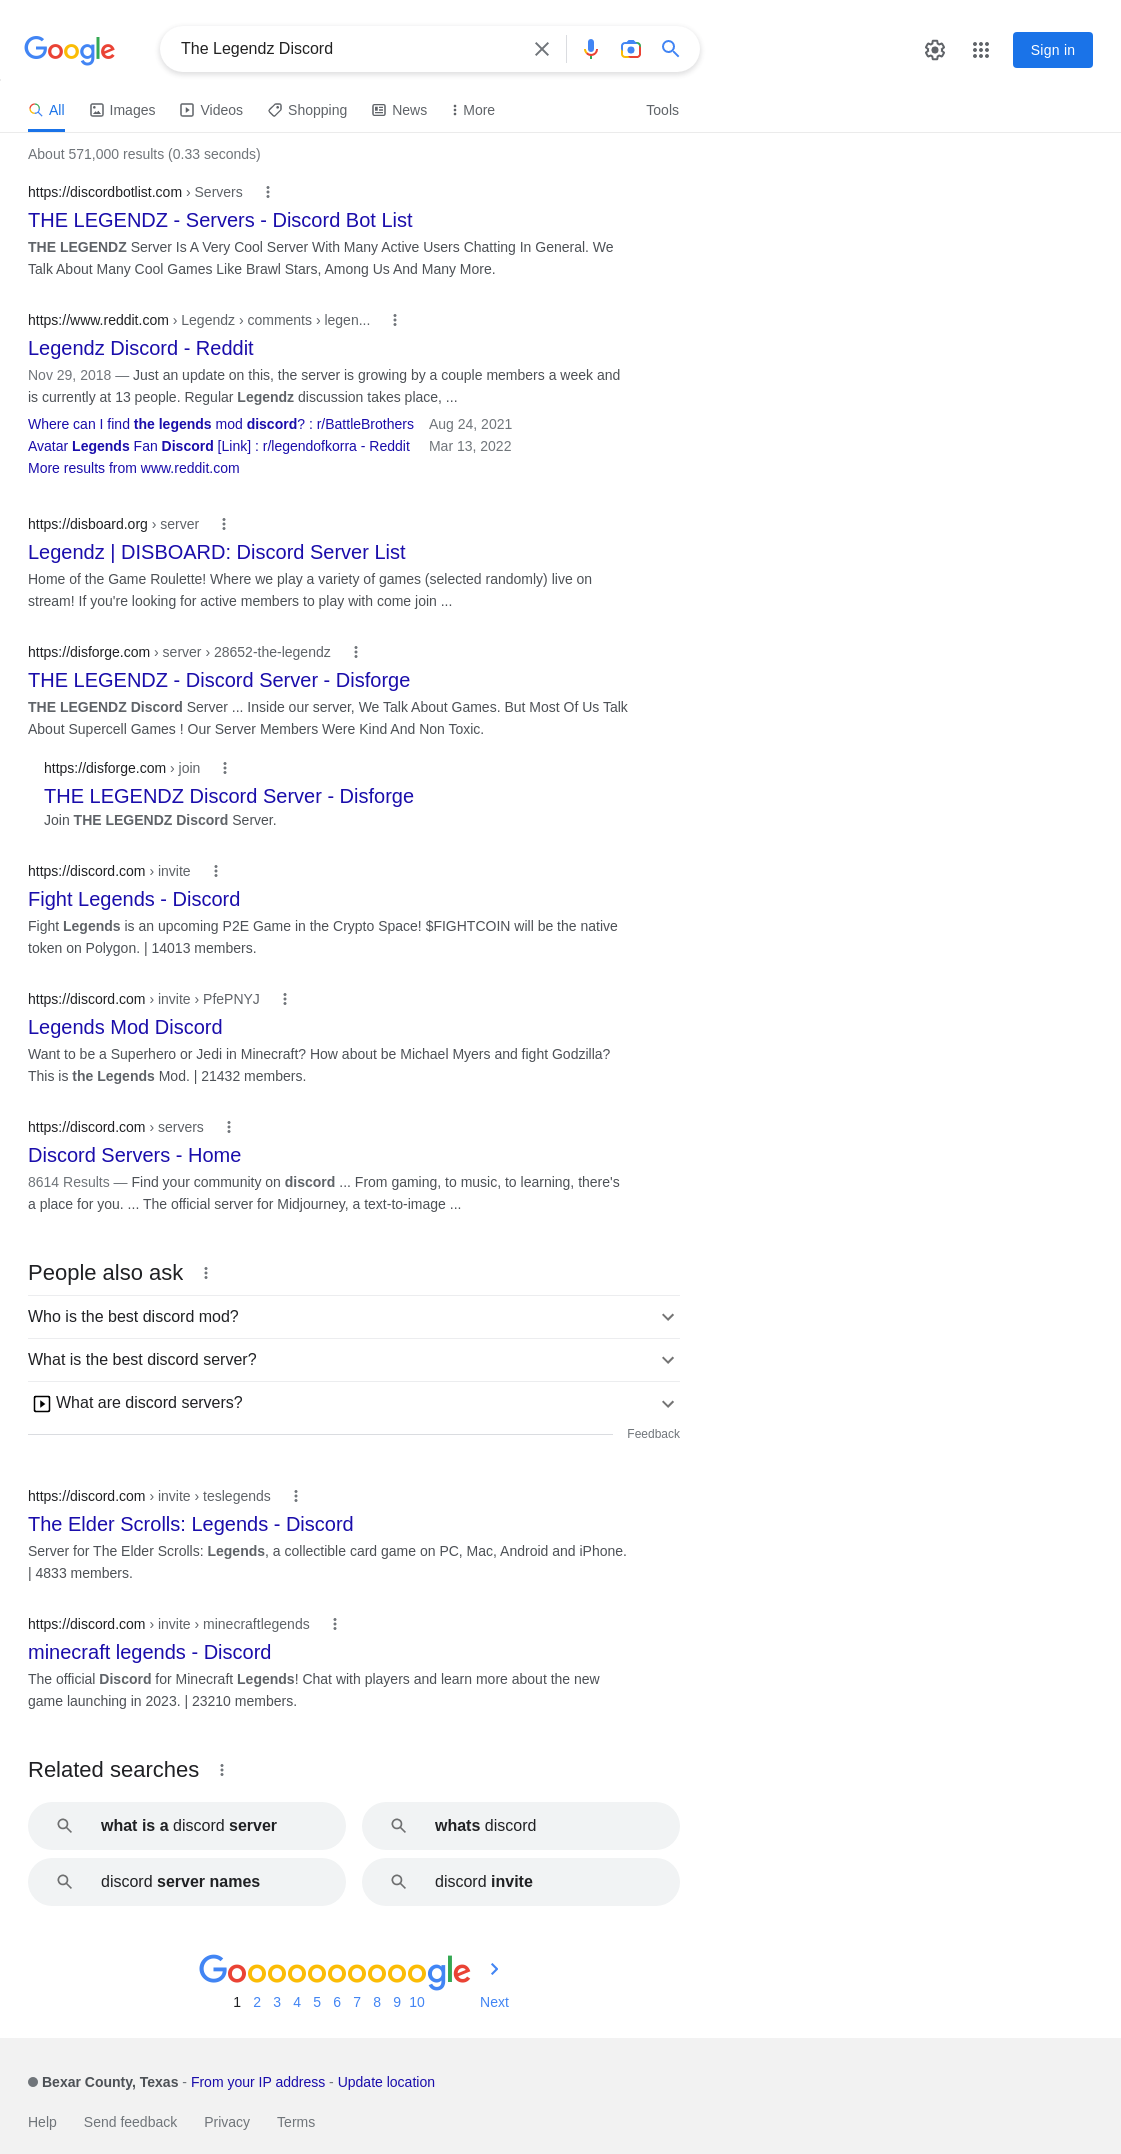 Google
The Legendz Discord
Sign in
All
Images
Videos
Shopping
News
More
Tools
About 571,000 results (0.33 seconds)
https://discordbotlist.com › Servers
THE LEGENDZ - Servers - Discord Bot List
THE LEGENDZ Server Is A Very Cool Server With Many Active Users Chatting In General. We
Talk About Many Cool Games Like Brawl Stars, Among Us And Many More.
https://www.reddit.com › Legendz › comments › legen...
Legendz Discord - Reddit
Nov 29, 2018 — Just an update on this, the server is growing by a couple members a week and
is currently at 13 people. Regular Legendz discussion takes place, ...
Where can I find the legends mod discord? : r/BattleBrothers Aug 24, 2021
Avatar Legends Fan Discord [Link] : r/legendofkorra - Reddit Mar 13, 2022
More results from www.reddit.com
https://disboard.org › server
Legendz | DISBOARD: Discord Server List
Home of the Game Roulette! Where we play a variety of games (selected randomly) live on
stream! If you're looking for active members to play with come join ...
https://disforge.com › server › 28652-the-legendz
THE LEGENDZ - Discord Server - Disforge
THE LEGENDZ Discord Server ... Inside our server, We Talk About Games. But Most Of Us Talk
About Supercell Games ! Our Server Members Were Kind And Non Toxic.
https://disforge.com › join
THE LEGENDZ Discord Server - Disforge
Join THE LEGENDZ Discord Server.
https://discord.com › invite
Fight Legends - Discord
Fight Legends is an upcoming P2E Game in the Crypto Space! $FIGHTCOIN will be the native
token on Polygon. | 14013 members.
https://discord.com › invite › PfePNYJ
Legends Mod Discord
Want to be a Superhero or Jedi in Minecraft? How about be Michael Myers and fight Godzilla?
This is the Legends Mod. | 21432 members.
https://discord.com › servers
Discord Servers - Home
8614 Results — Find your community on discord ... From gaming, to music, to learning, there's
a place for you. ... The official server for Midjourney, a text-to-image ...
People also ask
Who is the best discord mod?
What is the best discord server?
What are discord servers?
Feedback
https://discord.com › invite › teslegends
The Elder Scrolls: Legends - Discord
Server for The Elder Scrolls: Legends, a collectible card game on PC, Mac, Android and iPhone.
| 4833 members.
https://discord.com › invite › minecraftlegends
minecraft legends - Discord
The official Discord for Minecraft Legends! Chat with players and learn more about the new
game launching in 2023. | 23210 members.
Related searches
what is a discord server
whats discord
discord server names
discord invite
Goooooooooogle
1 2 3 4 5 6 7 8 9 10 Next
Bexar County, Texas - From your IP address - Update location
Help Send feedback Privacy Terms